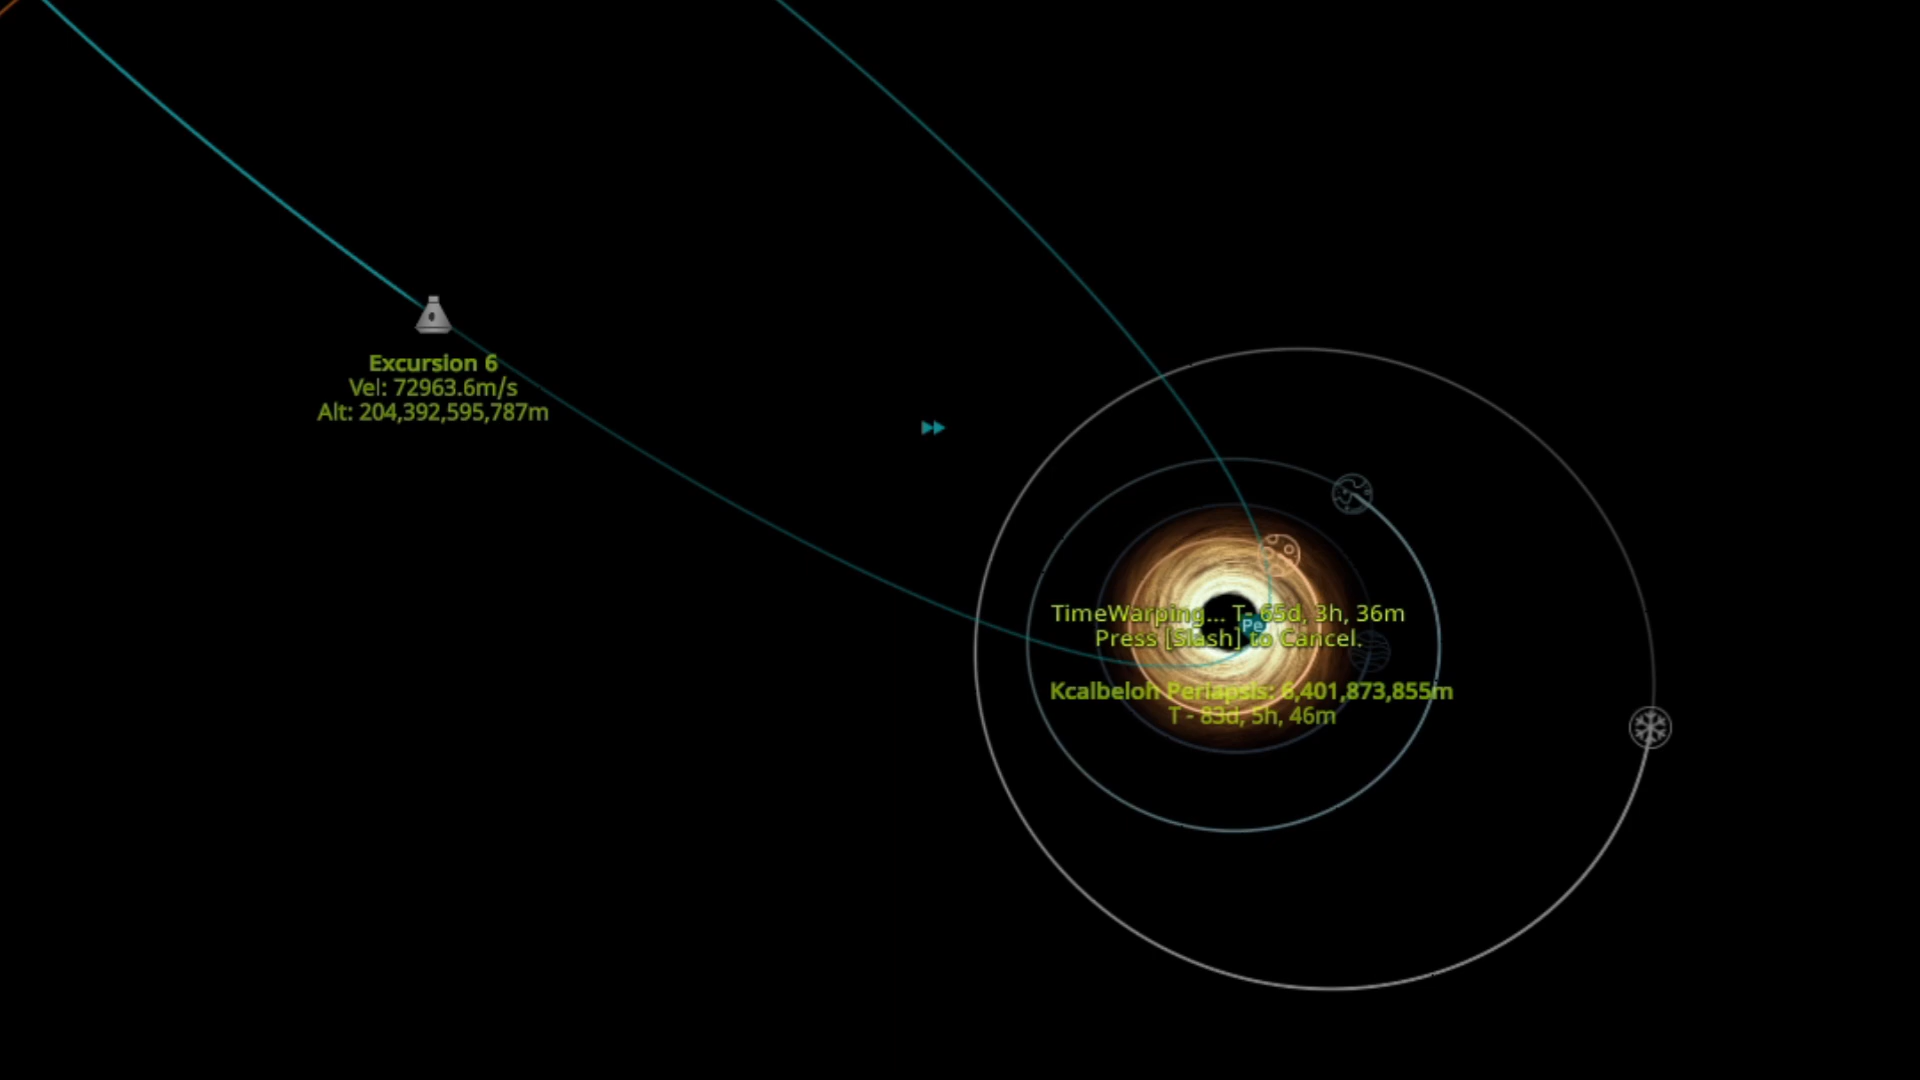 Excursion 6
Vel: 72963.6m/s
Alt: 204,392,595,787m
TimeWarping... T- 65d, 3h, 36m
Pe
Press [Slash] to Cancel.
Kcalbeloh Periapsis: 6,401,873,855m
T - 83d, 5h, 46m